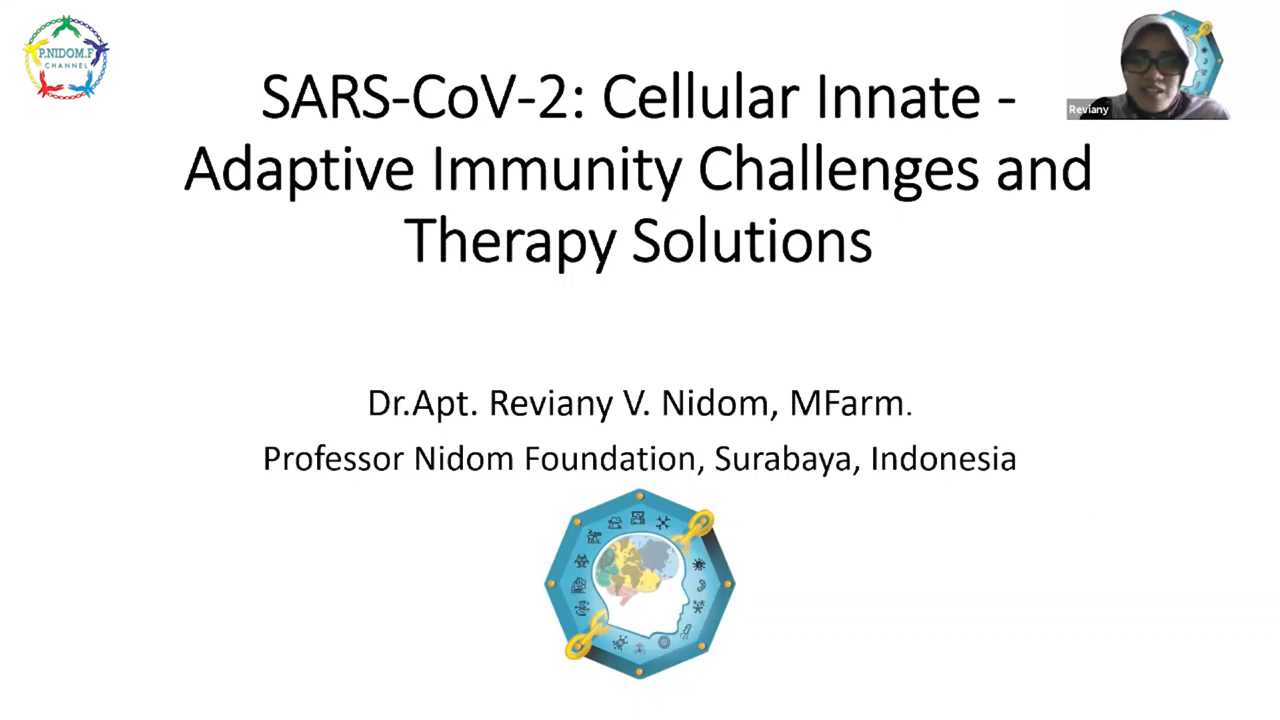 P.NIDOM.F
CHANNEL
SARS-CoV-2: Cellular Innate -
Adaptive Immunity Challenges and
Therapy Solutions
Reviany
Dr.Apt. Reviany V. Nidom, MFarm.
Professor Nidom Foundation, Surabaya, Indonesia